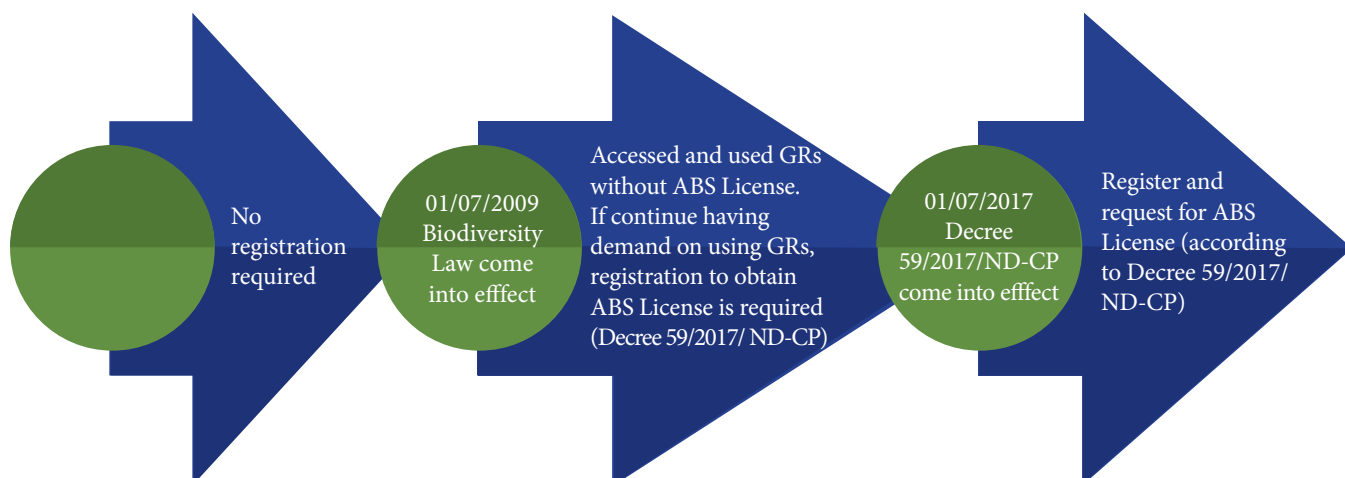 No
registration
required
01/07/2009
Biodiversity
Law come
into efffect
Accessed and used GRs
without ABS License.
If continue having
demand on using GRs,
registration to obtain
ABS License is required
(Decree 59/2017/ ND-CP)
01/07/2017
Decree
59/2017/ND-CP
come into efffect
Register and
request for ABS
License (according
to Decree 59/2017/
ND-CP)